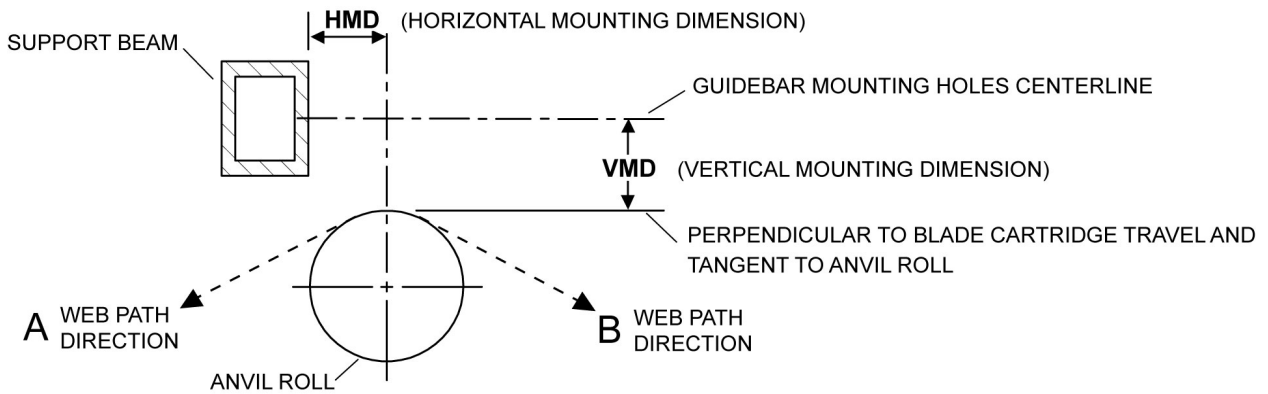 HMD (HORIZONTAL MOUNTING DIMENSION)
SUPPORT BEAM
GUIDEBAR MOUNTING HOLES CENTERLINE
VMD (VERTICAL MOUNTING DIMENSION)
PERPENDICULAR TO BLADE CARTRIDGE TRAVEL AND
TANGENT TO ANVIL ROLL
A WEB PATH
DIRECTION
B WEB PATH
DIRECTION
ANVIL ROLL